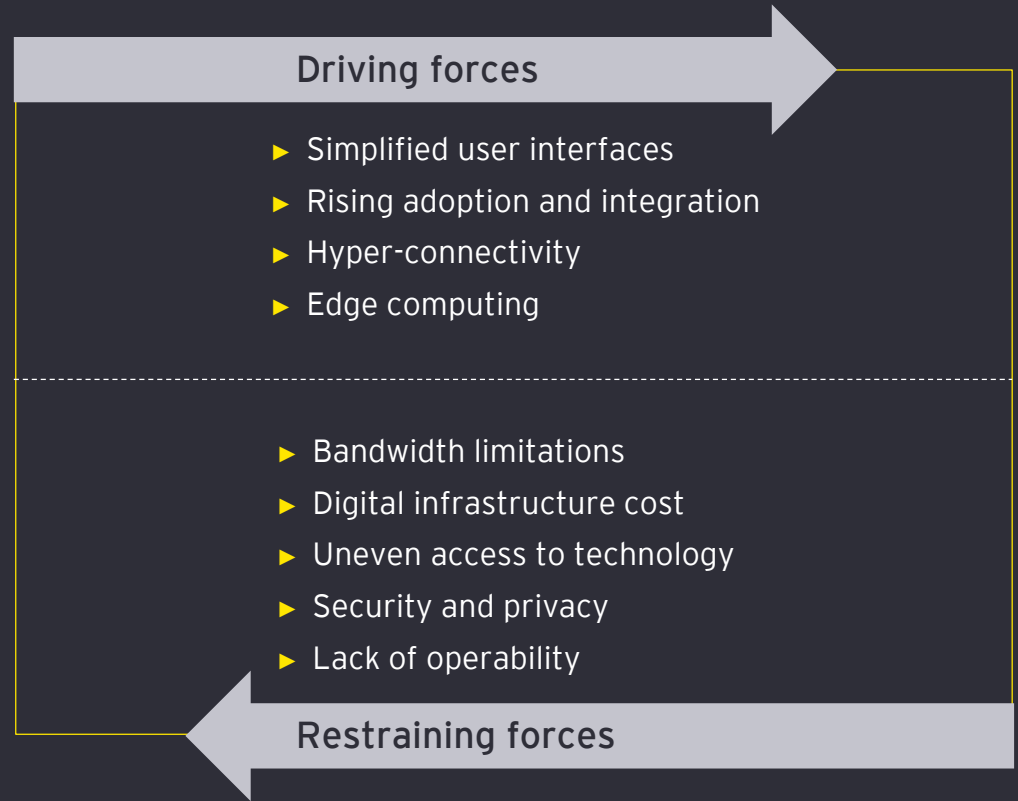 Driving forces
► Simplified user interfaces
► Rising adoption and integration
► Hyper-connectivity
► Edge computing
► Bandwidth limitations
► Digital infrastructure cost
► Uneven access to technology
► Security and privacy
► Lack of operability
Restraining forces